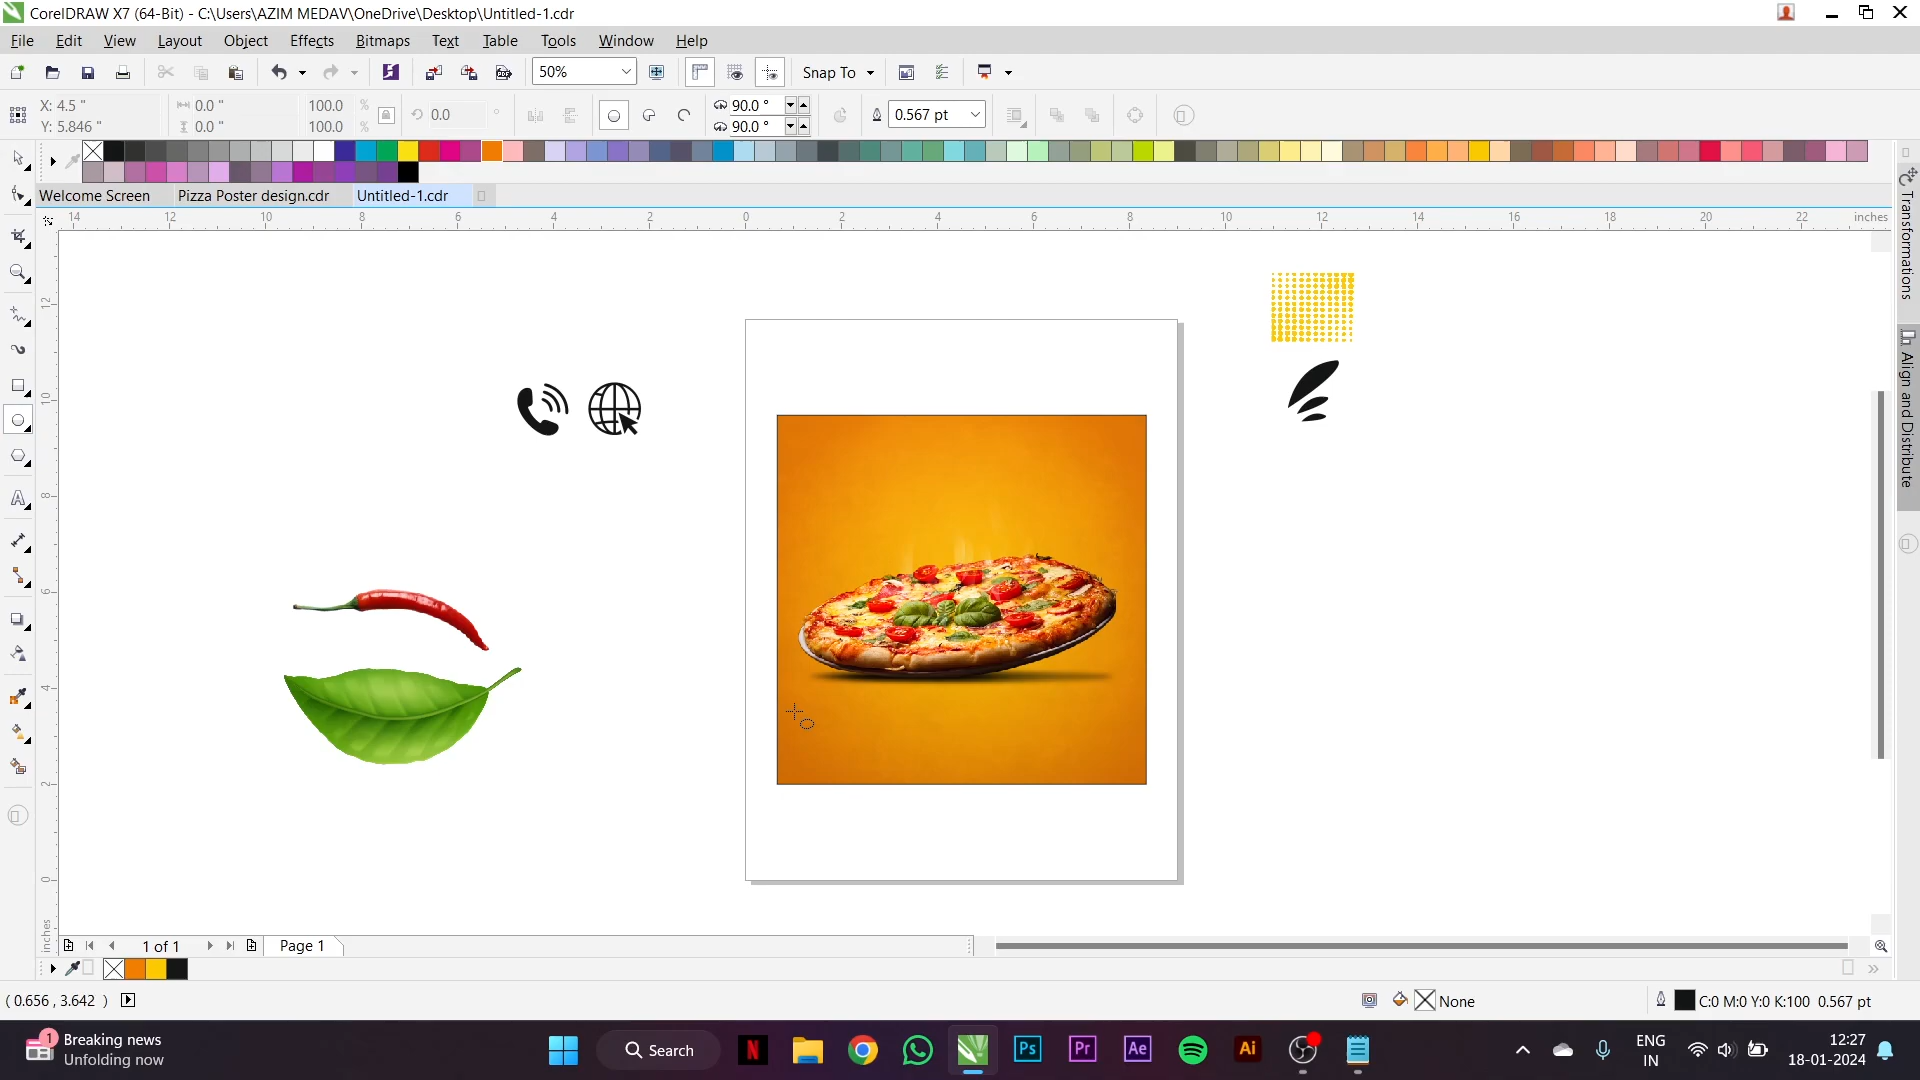 CorelDRAW X7 (64-Bit) - C:\Users\AZIM MEDAV\OneDrive\Desktop\Untitled-1.cdr
File Edit View Layout Object Effects Bitmaps Text Table Tools Window Help
50% Snap To
X: 4.5 " 0.0 " 100.0 % 0.0 ° 90.0 ° 0.567 pt
Y: 5.846 " 0.0 " 100.0 % 90.0 °
Welcome Screen Pizza Poster design.cdr Untitled-1.cdr
14 12 10 8 6 4 2 0 2 4 6 8 10 12 14 16 18 20 22 inches
12
10
8
6
4
2
0
inches
Transformations
Align and Distribute
1 of 1 Page 1
( 0.656 , 3.642 ) None C:0 M:0 Y:0 K:100 0.567 pt
1 Breaking news
Unfolding now
Search
N Ps Pr Ae Ai
ENG
IN
12:27
18-01-2024